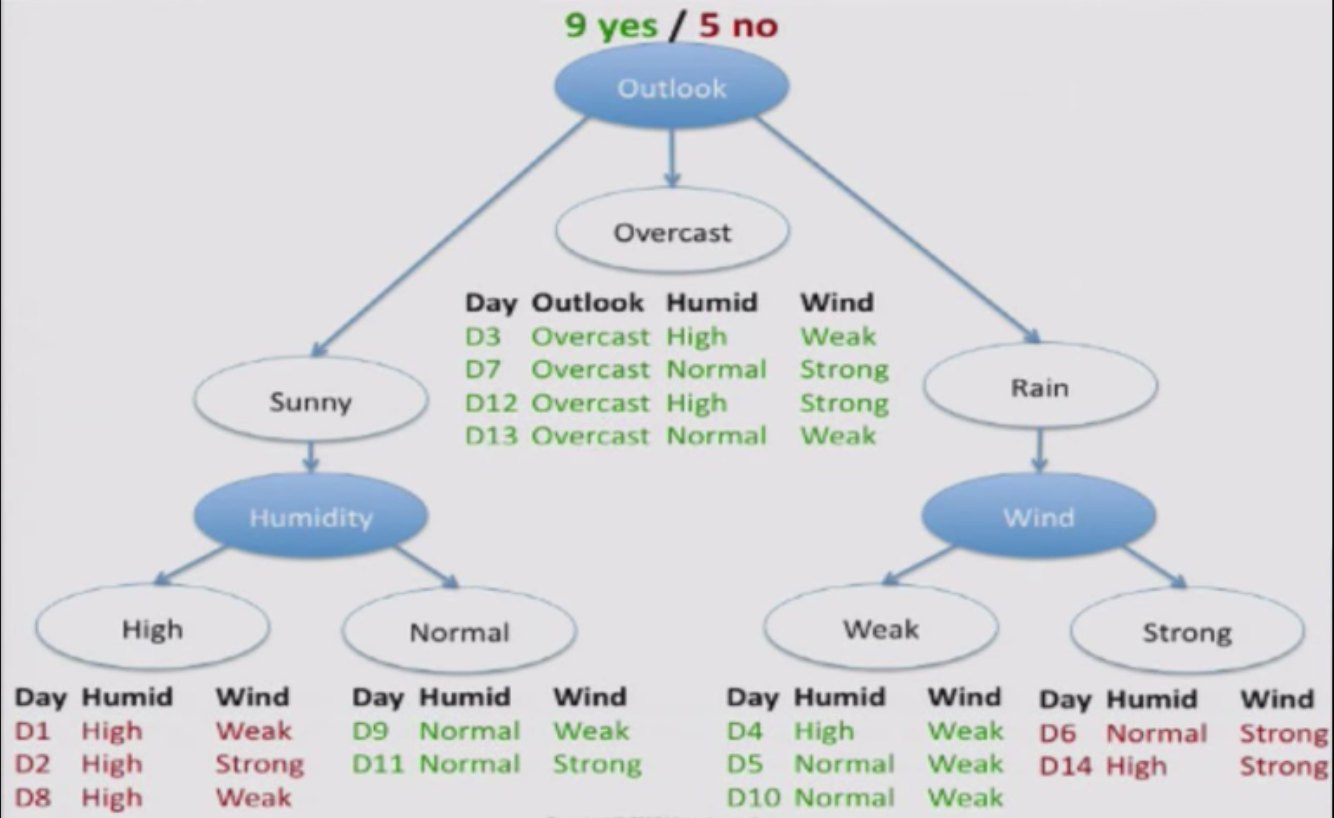 9 yes / 5 no
Outlook
Overcast
Day Outlook Humid Wind
D3 Overcast High Weak
D7 Overcast Normal Strong
D12 Overcast High Strong
D13 Overcast Normal Weak
Sunny
Rain
Humidity
Wind
High
Normal
Weak
Strong
Day Humid Wind
D1 High Weak
D2 High Strong
D8 High Weak
Day Humid Wind
D9 Normal Weak
D11 Normal Strong
Day Humid Wind
D4 High Weak
D5 Normal Weak
D10 Normal Weak
Day Humid Wind
D6 Normal Strong
D14 High Strong